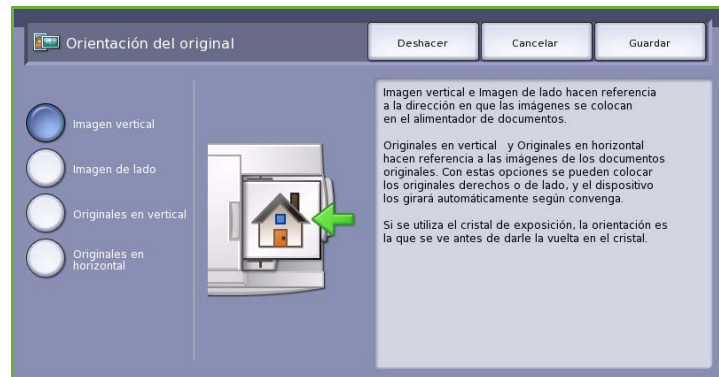 Orientación del original
Deshacer
Cancelar
Guardar
Imagen vertical
Imagen de lado
Originales en vertical
Originales en
horizontal
Imagen vertical e Imagen de lado hacen referencia
a la dirección en que las imágenes se colocan
en el alimentador de documentos.
Originales en vertical y Originales en horizontal
hacen referencia a las imágenes de los documentos
originales. Con estas opciones se pueden colocar
los originales derechos o de lado, y el dispositivo
los girará automáticamente según convenga.
Si se utiliza el cristal de exposición, la orientación es
la que se ve antes de darle la vuelta en el cristal.